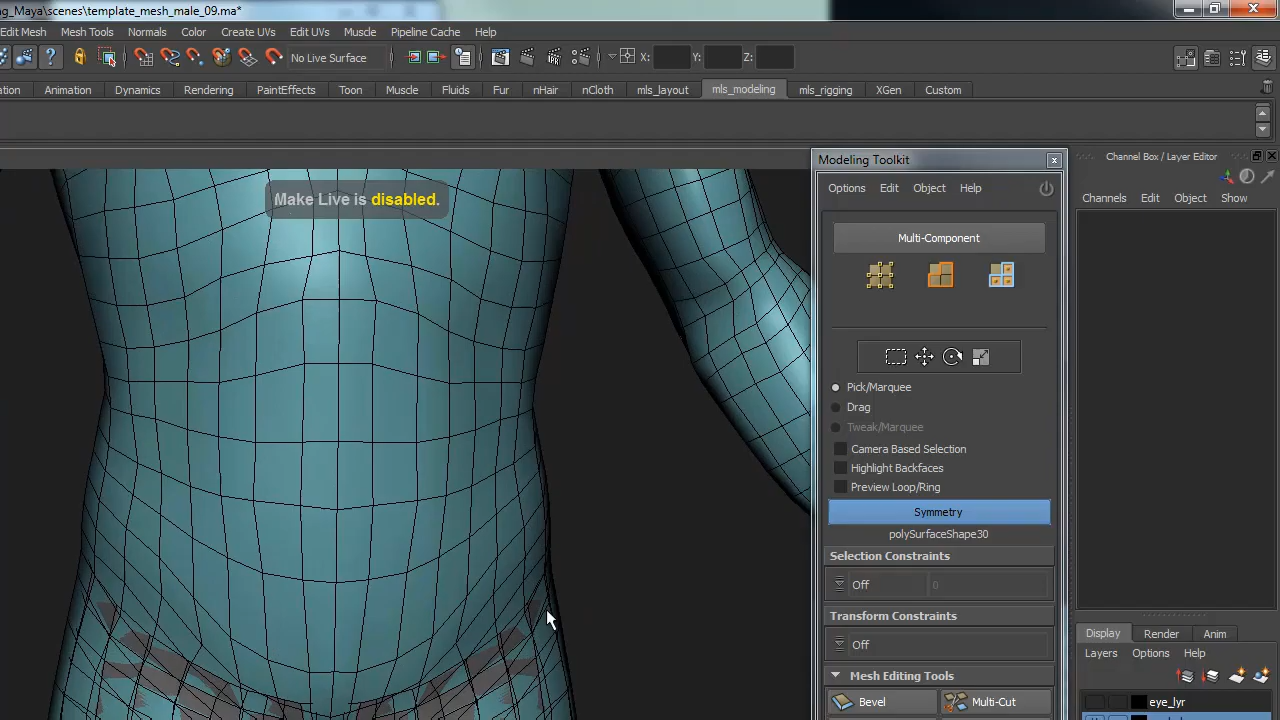 ng_Maya\scenes\template_mesh_male_09.ma*
Edit Mesh Mesh Tools Normals Color Create UVs Edit UVs Muscle Pipeline Cache Help
No Live Surface X: Y: Z:
ation Animation Dynamics Rendering PaintEffects Toon Muscle Fluids Fur nHair nCloth mls_layout mls_modeling mls_rigging XGen Custom
Modeling Toolkit
Channel Box / Layer Editor
Options Edit Object Help
Channels Edit Object Show
Make Live is disabled.
Multi-Component
Pick/Marquee
Drag
Tweak/Marquee
Camera Based Selection
Highlight Backfaces
Preview Loop/Ring
Symmetry
polySurfaceShape30
Selection Constraints
Off 0
Transform Constraints
Off
Display Render Anim
Layers Options Help
Mesh Editing Tools
Bevel Multi-Cut
eye_lyr